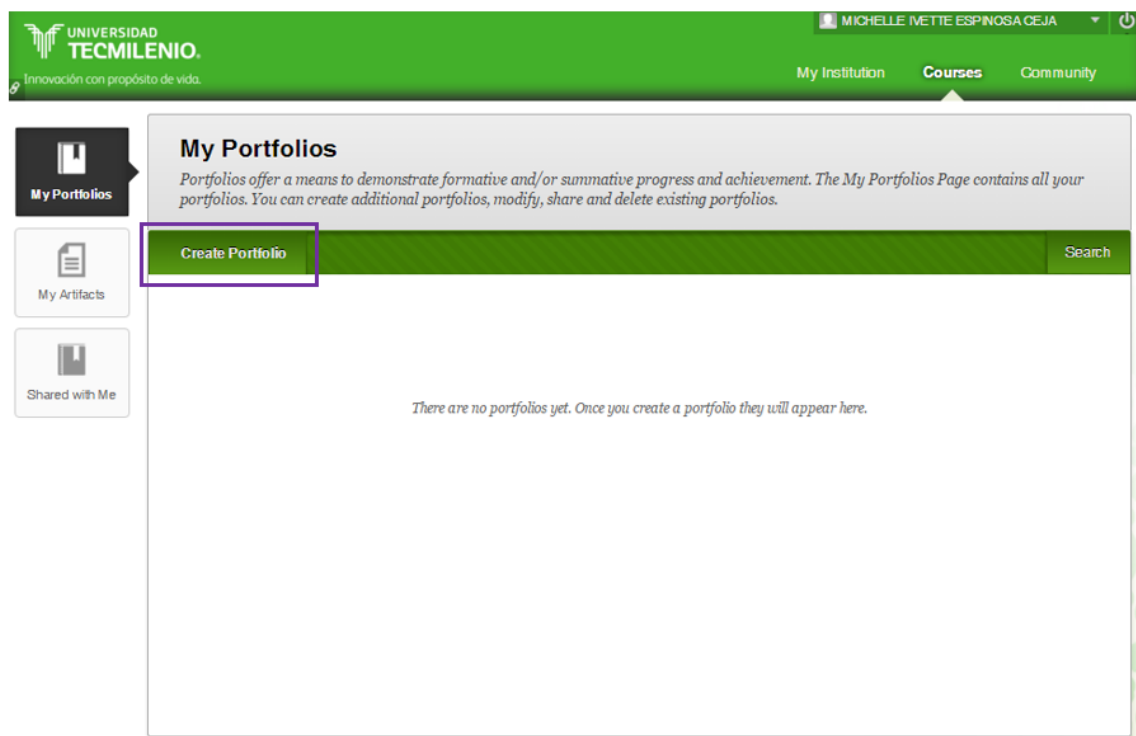 UNIVERSIDAD
TECMILENIO.
Innovación con propósito de vida.
MICHELLE IVETTE ESPINOSA CEJA
My Institution
Courses
Community
My Portfolios
My Artifacts
Shared with Me
My Portfolios
Portfolios offer a means to demonstrate formative and/or summative progress and achievement. The My Portfolios Page contains all your
portfolios. You can create additional portfolios, modify, share and delete existing portfolios.
Create Portfolio
Search
There are no portfolios yet. Once you create a portfolio they will appear here.